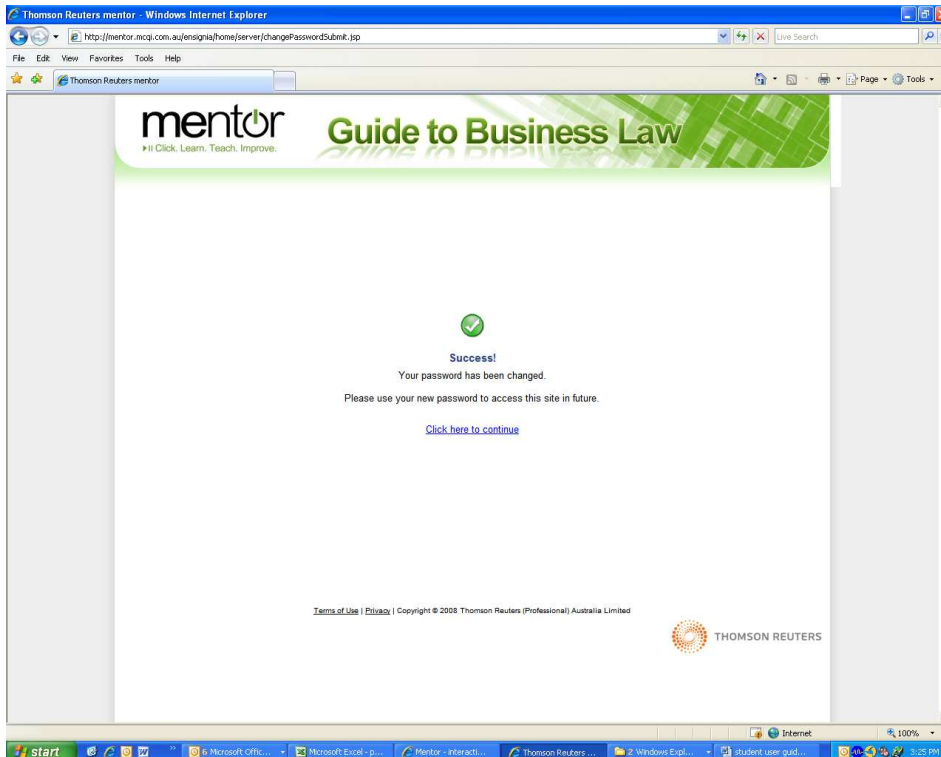 Thomson Reuters mentor - Windows Internet Explorer
http://mentor.mcqi.com.au/ensignia/home/server/changePasswordSubmit.jsp
Live Search
File Edit View Favorites Tools Help
Thomson Reuters mentor
Page Tools
mentor
Click. Learn. Teach. Improve.
Guide to Business Law
Success!
Your password has been changed.
Please use your new password to access this site in future.
Click here to continue
Terms of Use | Privacy | Copyright © 2008 Thomson Reuters (Professional) Australia Limited
THOMSON REUTERS
Internet
100%
start
6 Microsoft Offic...
Microsoft Excel - p...
Mentor - interacti...
Thomson Reuters ...
2 Windows Expl...
student user guid...
3:25 PM